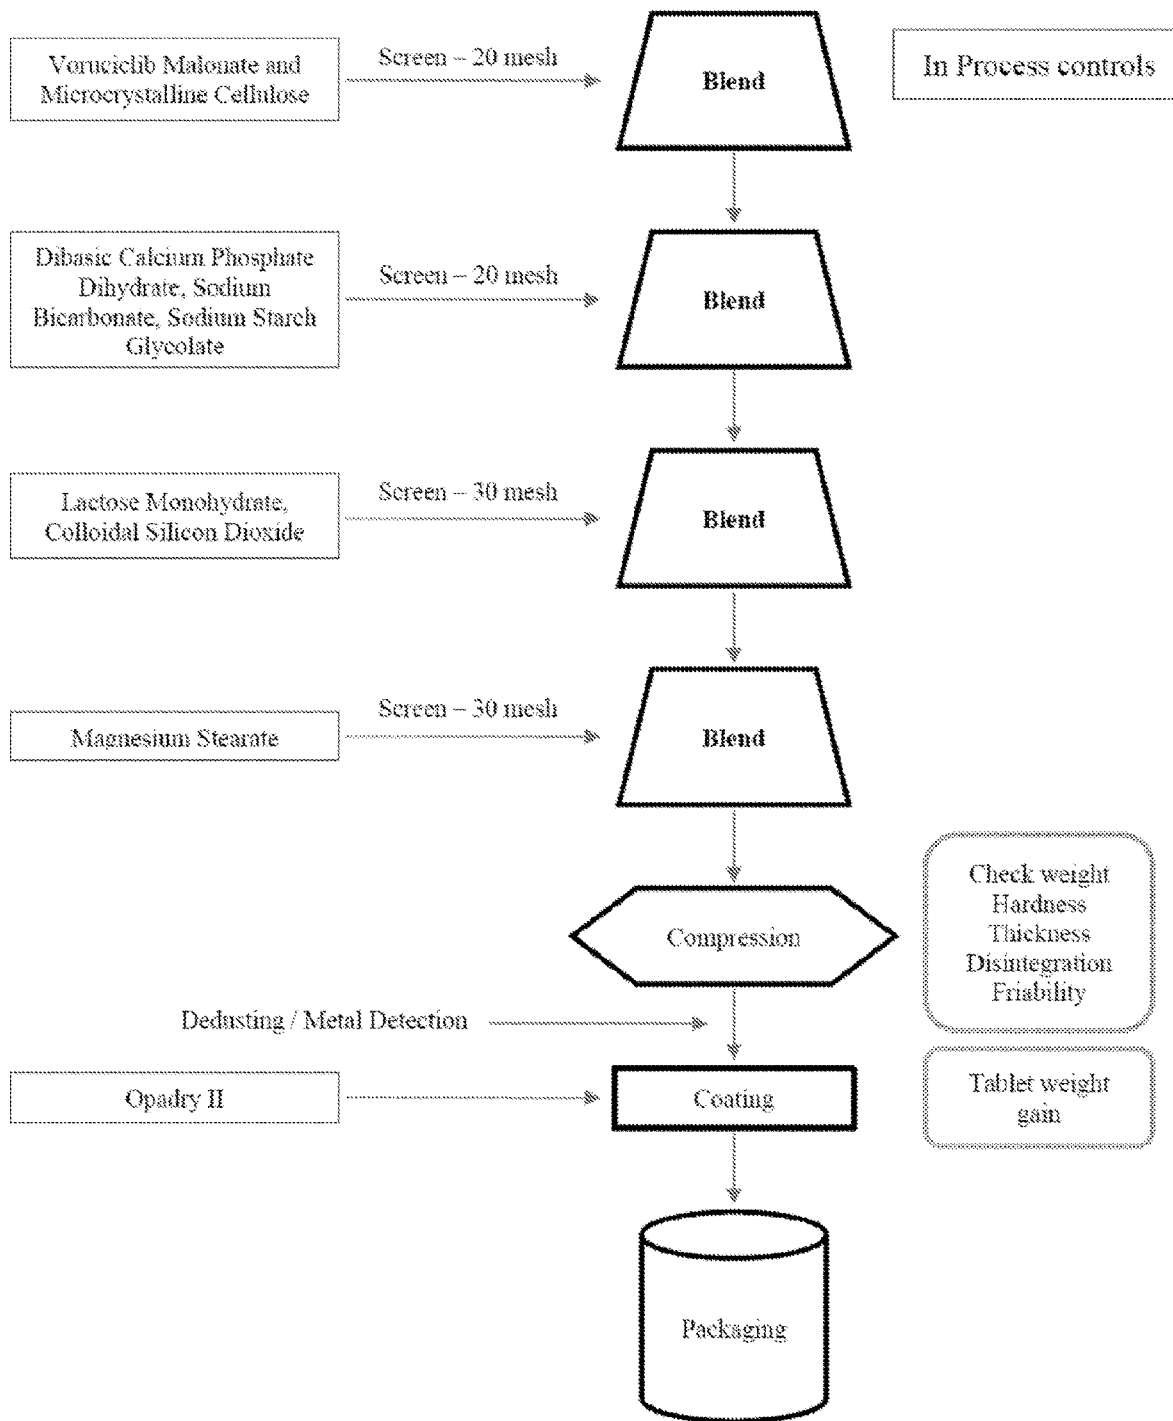 Voruciclib Malonate and
Microcrystalline Cellulose
Screen – 20 mesh
Blend
In Process controls
Dibasic Calcium Phosphate
Dihydrate, Sodium
Bicarbonate, Sodium Starch
Glycolate
Screen – 20 mesh
Blend
Lactose Monohydrate,
Colloidal Silicon Dioxide
Screen – 30 mesh
Blend
Magnesium Stearate
Screen – 30 mesh
Blend
Compression
Check weight
Hardness
Thickness
Disintegration
Friability
Dedusting / Metal Detection
Opadry II
Coating
Tablet weight
gain
Packaging